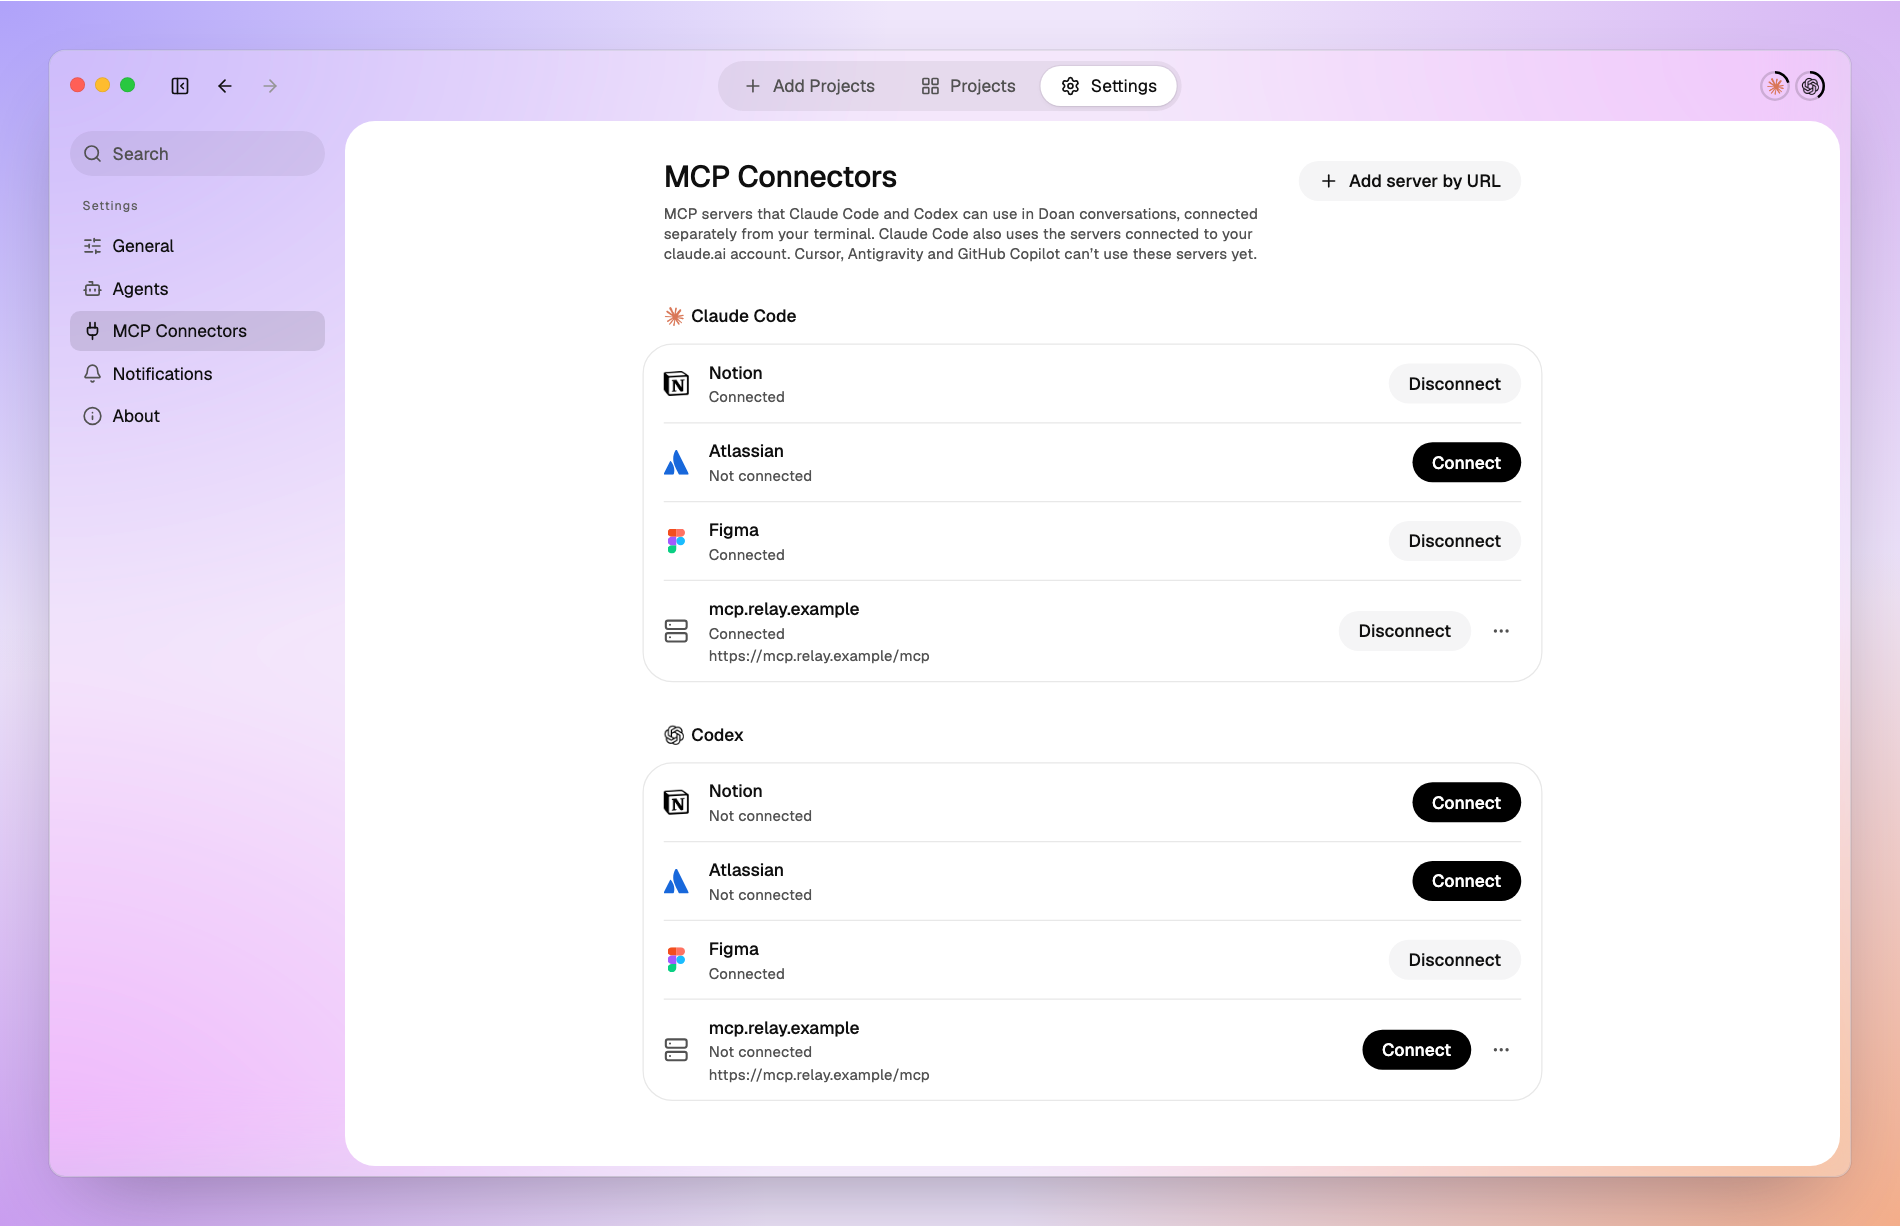 Add Projects
Projects
Settings
Search
Settings
General
Agents
MCP Connectors
Notifications
About
MCP Connectors
Add server by URL
MCP servers that Claude Code and Codex can use in Doan conversations, connected
separately from your terminal. Claude Code also uses the servers connected to your
claude.ai account. Cursor, Antigravity and GitHub Copilot can’t use these servers yet.
Claude Code
Notion
Connected
Disconnect
Atlassian
Not connected
Connect
Figma
Connected
Disconnect
mcp.relay.example
Connected
https://mcp.relay.example/mcp
Disconnect
Codex
Notion
Not connected
Connect
Atlassian
Not connected
Connect
Figma
Connected
Disconnect
mcp.relay.example
Not connected
https://mcp.relay.example/mcp
Connect